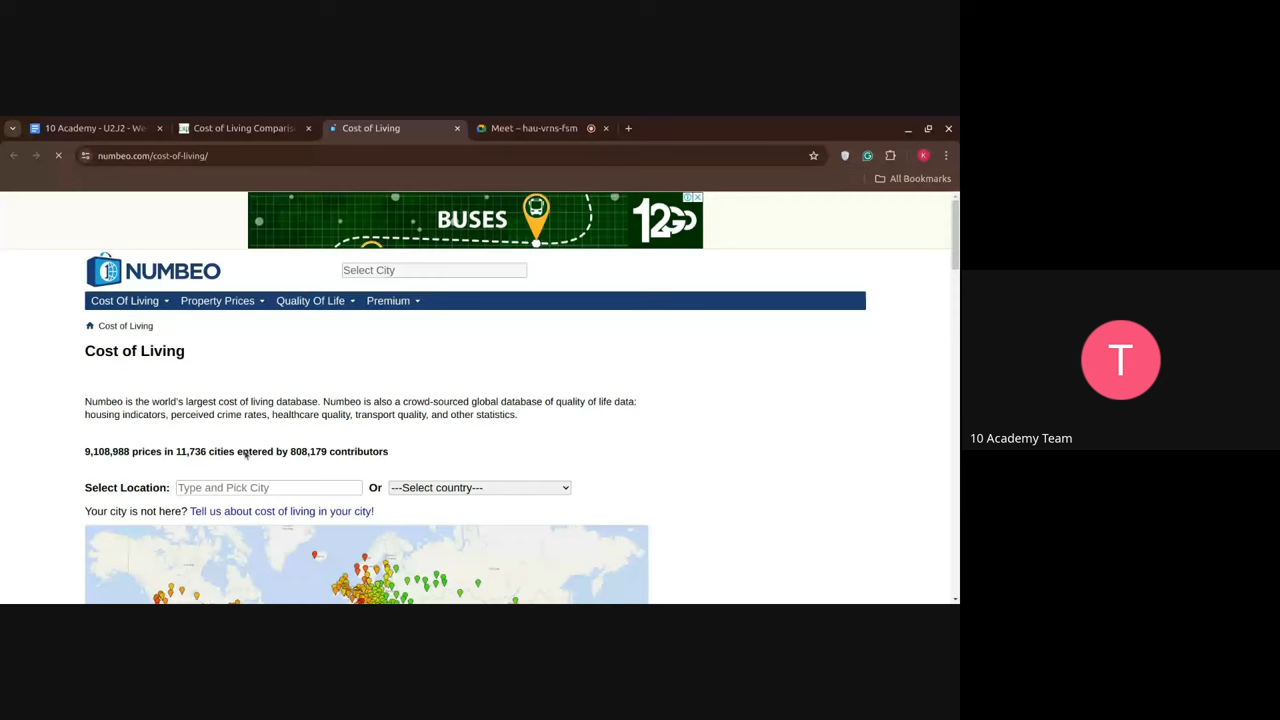 10 Academy - U2J2 - We
Cost of Living Comparis
Cost of Living
Meet – hau-vrns-fsm
numbeo.com/cost-of-living/
K
All Bookmarks
BUSES
12GO
NUMBEO
Select City
Cost Of Living
Property Prices
Quality Of Life
Premium
Cost of Living
Cost of Living
Numbeo is the world's largest cost of living database. Numbeo is also a crowd-sourced global database of quality of life data:
housing indicators, perceived crime rates, healthcare quality, transport quality, and other statistics.
9,108,988 prices in 11,736 cities entered by 808,179 contributors
Select Location:
Type and Pick City
Or
---Select country---
Your city is not here? Tell us about cost of living in your city!
T
10 Academy Team